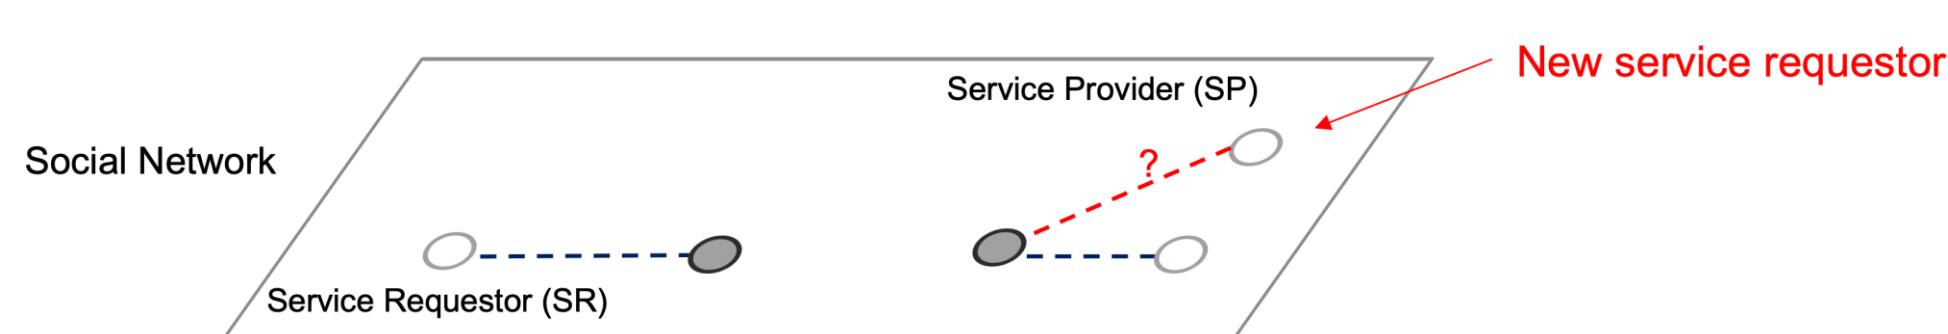 New service requestor
Service Provider (SP)
Social Network
?
Service Requestor (SR)